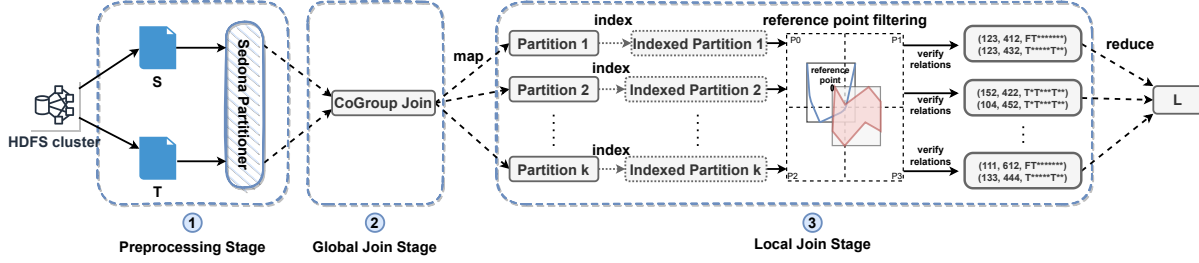 HDFS cluster
S
T
Sedona Partitioner
1
Preprocessing Stage
CoGroup Join
2
Global Join Stage
map
Partition 1
index
Indexed Partition 1
Partition 2
index
Indexed Partition 2
Partition k
index
Indexed Partition k
reference point filtering
P0
P1
reference
point
P2
P3
verify
relations
(123, 412, FT*******)
(123, 432, T*****T**)
verify
relations
(152, 422, T*T***T**)
(104, 452, T*T***T**)
verify
relations
(111, 612, FT*******)
(133, 444, T*****T**)
3
Local Join Stage
reduce
L